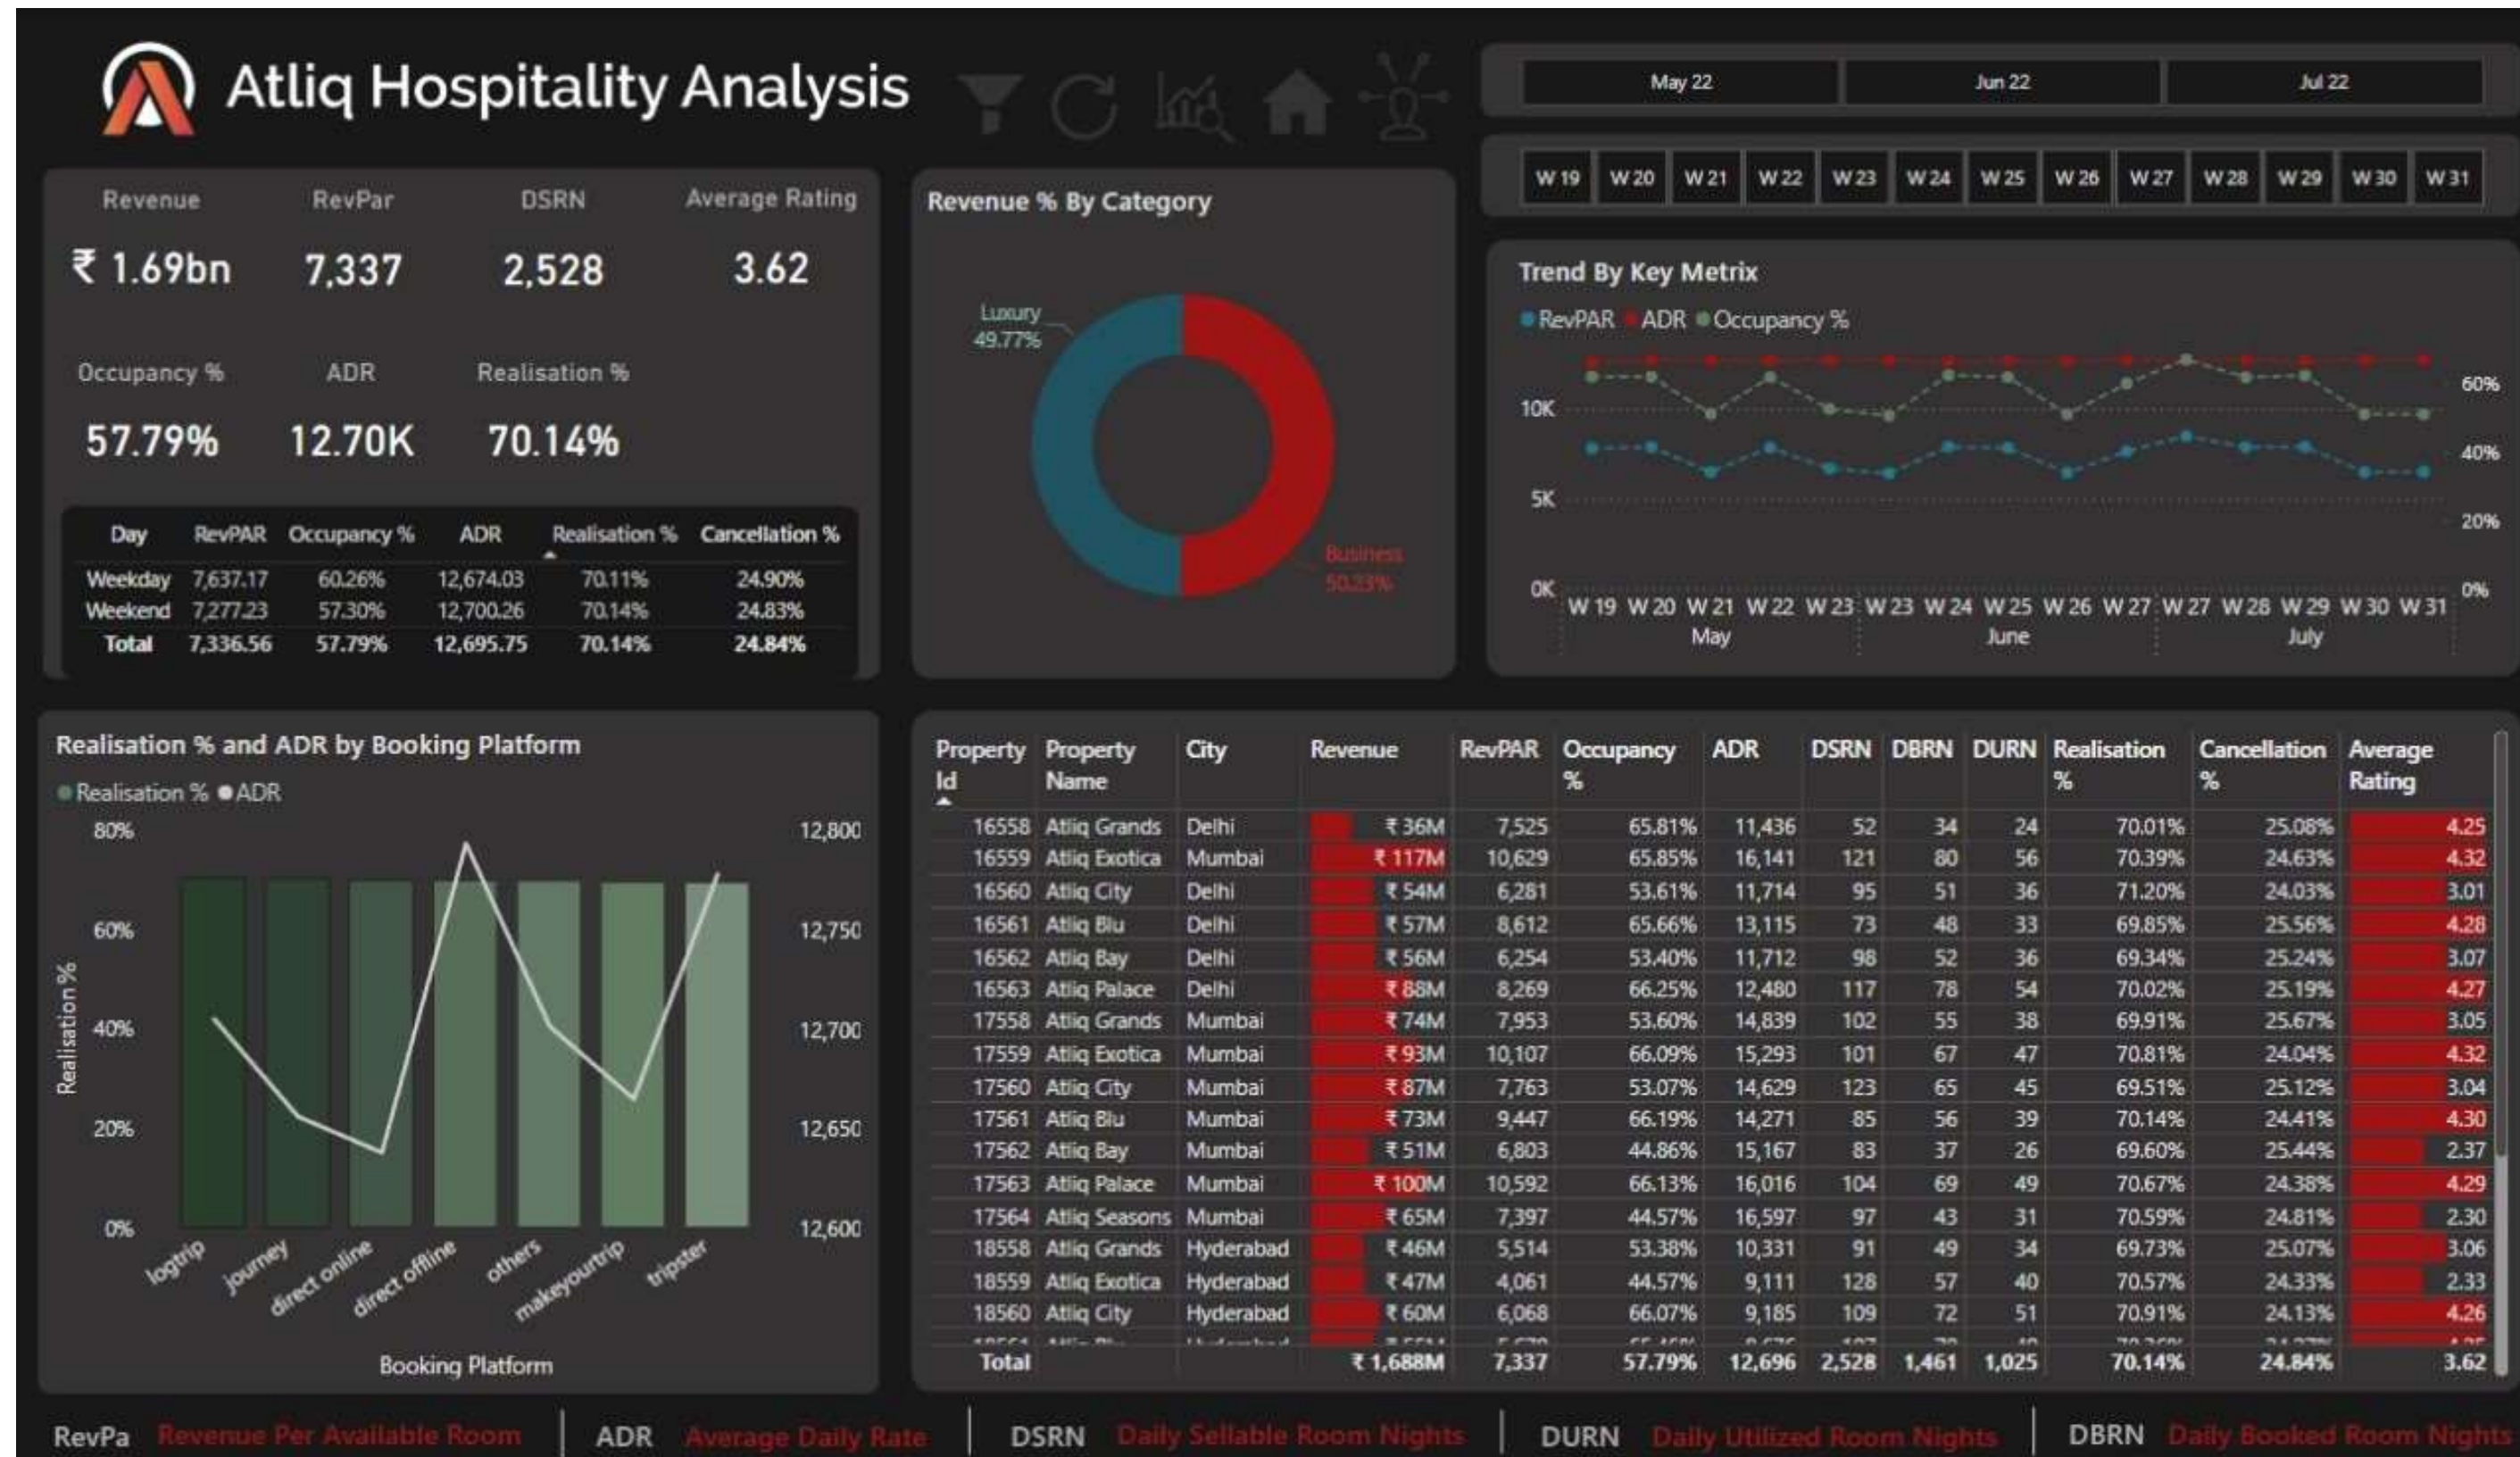 Atliq Hospitality Analysis
May 22 Jun 22 Jul 22
W 19 W 20 W 21 W 22 W 23 W 24 W 25 W 26 W 27 W 28 W 29 W 30 W 31
Revenue RevPar DSRN Average Rating
₹ 1.69bn 7,337 2,528 3.62
Occupancy % ADR Realisation %
57.79% 12.70K 70.14%
Day RevPAR Occupancy % ADR Realisation % Cancellation %
Weekday 7,637.17 60.26% 12,674.03 70.11% 24.90%
Weekend 7,277.23 57.30% 12,700.26 70.14% 24.83%
Total 7,336.56 57.79% 12,695.75 70.14% 24.84%
Revenue % By Category
Luxury
49.77%
Business
50.23%
Trend By Key Metrix
RevPAR ADR Occupancy %
10K
5K
0K
60%
40%
20%
0%
W 19 W 20 W 21 W 22 W 23 W 23 W 24 W 25 W 26 W 27 W 27 W 28 W 29 W 30 W 31
May June July
Realisation % and ADR by Booking Platform
Realisation % ADR
80% 12,800
60% 12,750
40% 12,700
20% 12,650
0% 12,600
Realisation %
logtrip journey direct online direct offline others makeyourtrip tripster
Booking Platform
Property Id Property Name City Revenue RevPAR Occupancy % ADR DSRN DBRN DURN Realisation % Cancellation % Average Rating
16558 Atliq Grands Delhi ₹ 36M 7,525 65.81% 11,436 52 34 24 70.01% 25.08% 4.25
16559 Atliq Exotica Mumbai ₹ 117M 10,629 65.85% 16,141 121 80 56 70.39% 24.63% 4.32
16560 Atliq City Delhi ₹ 54M 6,281 53.61% 11,714 95 51 36 71.20% 24.03% 3.01
16561 Atliq Blu Delhi ₹ 57M 8,612 65.66% 13,115 73 48 33 69.85% 25.56% 4.28
16562 Atliq Bay Delhi ₹ 56M 6,254 53.40% 11,712 98 52 36 69.34% 25.24% 3.07
16563 Atliq Palace Delhi ₹ 88M 8,269 66.25% 12,480 117 78 54 70.02% 25.19% 4.27
17558 Atliq Grands Mumbai ₹ 74M 7,953 53.60% 14,839 102 55 38 69.91% 25.67% 3.05
17559 Atliq Exotica Mumbai ₹ 93M 10,107 66.09% 15,293 101 67 47 70.81% 24.04% 4.32
17560 Atliq City Mumbai ₹ 87M 7,763 53.07% 14,629 123 65 45 69.51% 25.12% 3.04
17561 Atliq Blu Mumbai ₹ 73M 9,447 66.19% 14,271 85 56 39 70.14% 24.41% 4.30
17562 Atliq Bay Mumbai ₹ 51M 6,803 44.86% 15,167 83 37 26 69.60% 25.44% 2.37
17563 Atliq Palace Mumbai ₹ 100M 10,592 66.13% 16,016 104 69 49 70.67% 24.38% 4.29
17564 Atliq Seasons Mumbai ₹ 65M 7,397 44.57% 16,597 97 43 31 70.59% 24.81% 2.30
18558 Atliq Grands Hyderabad ₹ 46M 5,514 53.38% 10,331 91 49 34 69.73% 25.07% 3.06
18559 Atliq Exotica Hyderabad ₹ 47M 4,061 44.57% 9,111 128 57 40 70.57% 24.33% 2.33
18560 Atliq City Hyderabad ₹ 60M 6,068 66.07% 9,185 109 72 51 70.91% 24.13% 4.26
Total ₹ 1,688M 7,337 57.79% 12,696 2,528 1,461 1,025 70.14% 24.84% 3.62
RevPa Revenue Per Available Room ADR Average Daily Rate DSRN Daily Sellable Room Nights DURN Daily Utilized Room Nights DBRN Daily Booked Room Nights